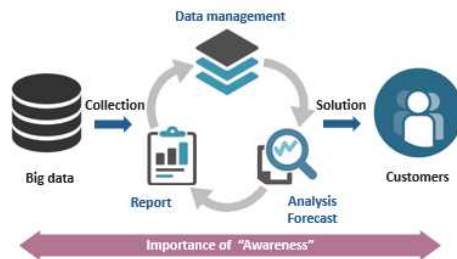 Data management
Collection
Solution
Big data
Report
Analysis
Forecast
Customers
Importance of "Awareness"